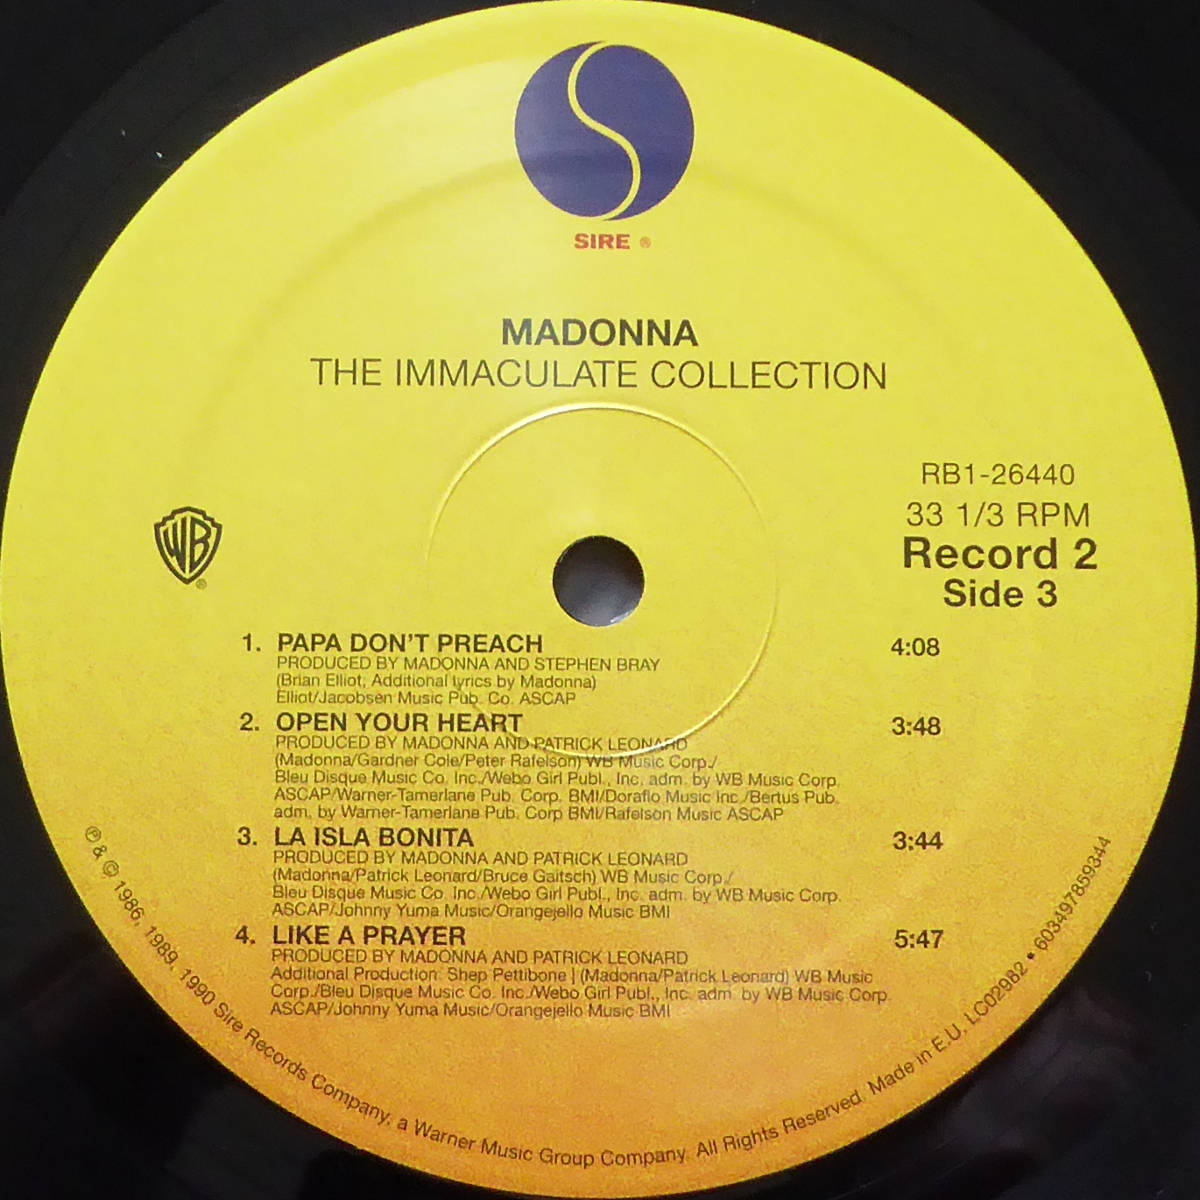 SIRE ®
MADONNA
THE IMMACULATE COLLECTION
RB1-26440
33 1/3 RPM
Record 2
Side 3
WB ®
1. PAPA DON'T PREACH 4:08
PRODUCED BY MADONNA AND STEPHEN BRAY
(Brian Elliot, Additional lyrics by Madonna)
Elliot/Jacobsen Music Pub. Co. ASCAP
2. OPEN YOUR HEART 3:48
PRODUCED BY MADONNA AND PATRICK LEONARD
(Madonna/Gardner Cole/Peter Rafelson) WB Music Corp./
Bleu Disque Music Co. Inc./Webo Girl Publ., Inc. adm. by WB Music Corp.
ASCAP/Warner-Tamerlane Pub. Corp. BMI/Doraflo Music Inc./Bertus Pub.
adm. by Warner-Tamerlane Pub. Corp BMI/Rafelson Music ASCAP
3. LA ISLA BONITA 3:44
PRODUCED BY MADONNA AND PATRICK LEONARD
(Madonna/Patrick Leonard/Bruce Gaitsch) WB Music Corp./
Bleu Disque Music Co. Inc./Webo Girl Publ., Inc. adm. by WB Music Corp.
ASCAP/Johnny Yuma Music/Orangejello Music BMI
4. LIKE A PRAYER 5:47
PRODUCED BY MADONNA AND PATRICK LEONARD
Additional Production: Shep Pettibone | (Madonna/Patrick Leonard) WB Music
Corp./Bleu Disque Music Co. Inc./Webo Girl Publ., Inc. adm. by WB Music Corp.
ASCAP/Johnny Yuma Music/Orangejello Music BMI
℗ & © 1986, 1989, 1990 Sire Records Company, a Warner Music Group Company. All Rights Reserved. Made in E.U. LC02982 • 603497859344